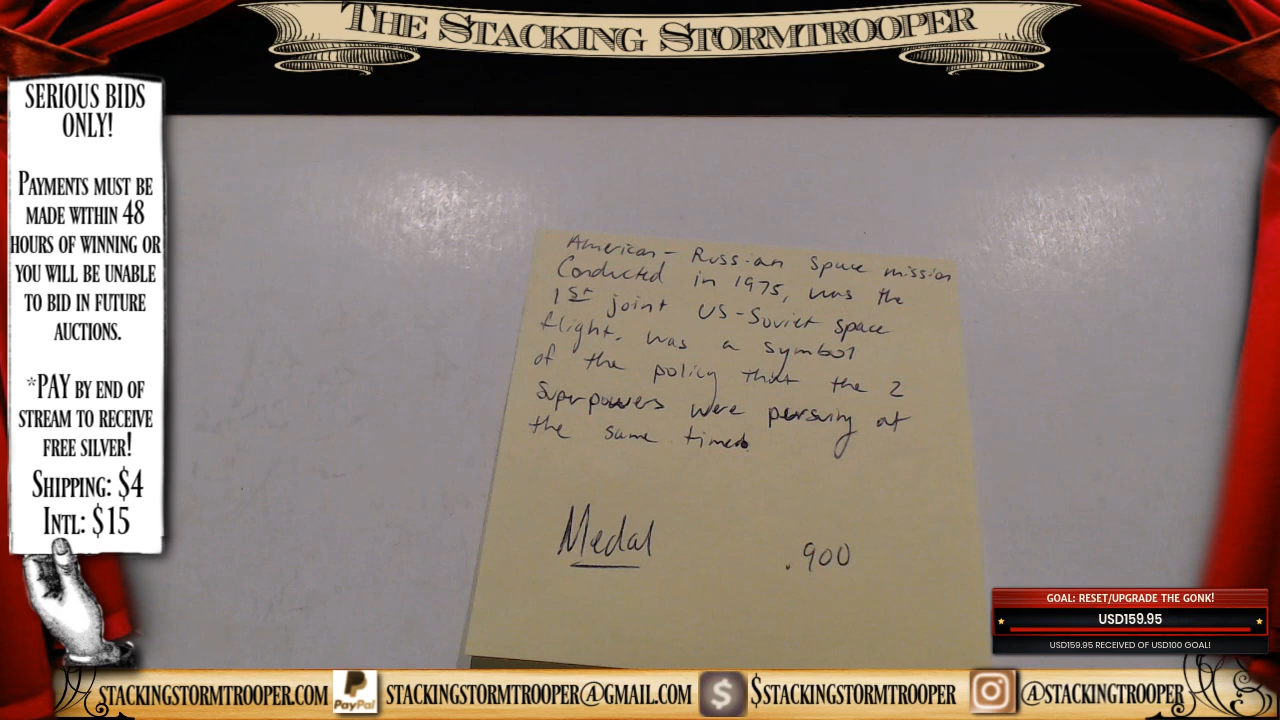 THE STACKING STORMTROOPER
SERIOUS BIDS
ONLY!
PAYMENTS MUST BE
MADE WITHIN 48
HOURS OF WINNING OR
YOU WILL BE UNABLE
TO BID IN FUTURE
AUCTIONS.
*PAY BY END OF
STREAM TO RECEIVE
FREE SILVER!
SHIPPING: $4
INTL: $15
American - Russian Space mission
Conducted in 1975, was the
1st joint US-Soviet space
flight. was a symbol
of the policy that the 2
Superpowers were pursuing at
the same time.
Medal
.900
GOAL: RESET/UPGRADE THE GONK!
USD159.95
USD159.95 RECEIVED OF USD100 GOAL!
STACKINGSTORMTROOPER.COM
PayPal
STACKINGSTORMTROOPER@GMAIL.COM
$
$STACKINGSTORMTROOPER
@STACKINGTROOPER